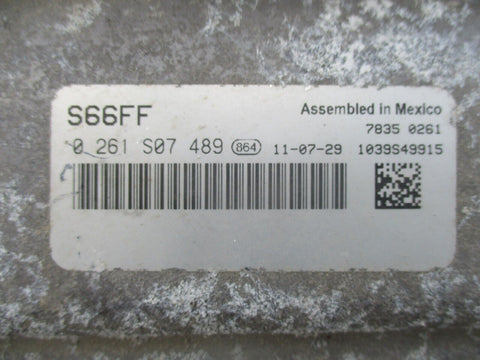 S66FF Assembled in Mexico
7835 0261
0 261 S07 489 864 11-07-29 1039S49915